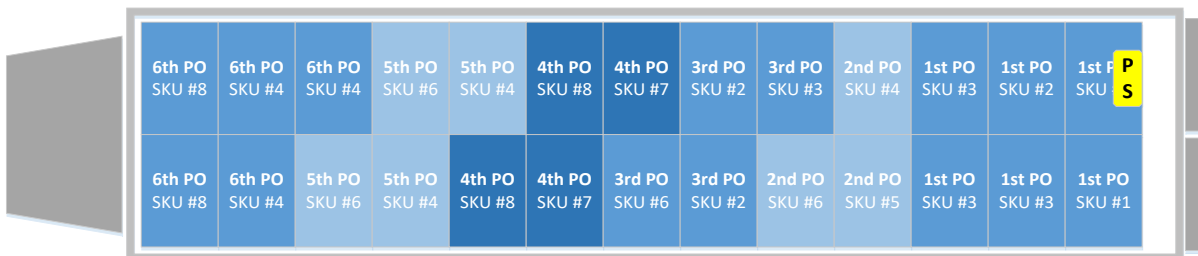 6th PO 6th PO 6th PO 5th PO 5th PO 4th PO 4th PO 3rd PO 3rd PO 2nd PO 1st PO 1st PO 1st P
SKU #8 SKU #4 SKU #4 SKU #6 SKU #4 SKU #8 SKU #7 SKU #2 SKU #3 SKU #4 SKU #3 SKU #2 SKU
P
S
6th PO 6th PO 5th PO 5th PO 4th PO 4th PO 3rd PO 3rd PO 2nd PO 2nd PO 1st PO 1st PO 1st PO
SKU #8 SKU #4 SKU #6 SKU #4 SKU #8 SKU #7 SKU #6 SKU #2 SKU #6 SKU #5 SKU #3 SKU #3 SKU #1